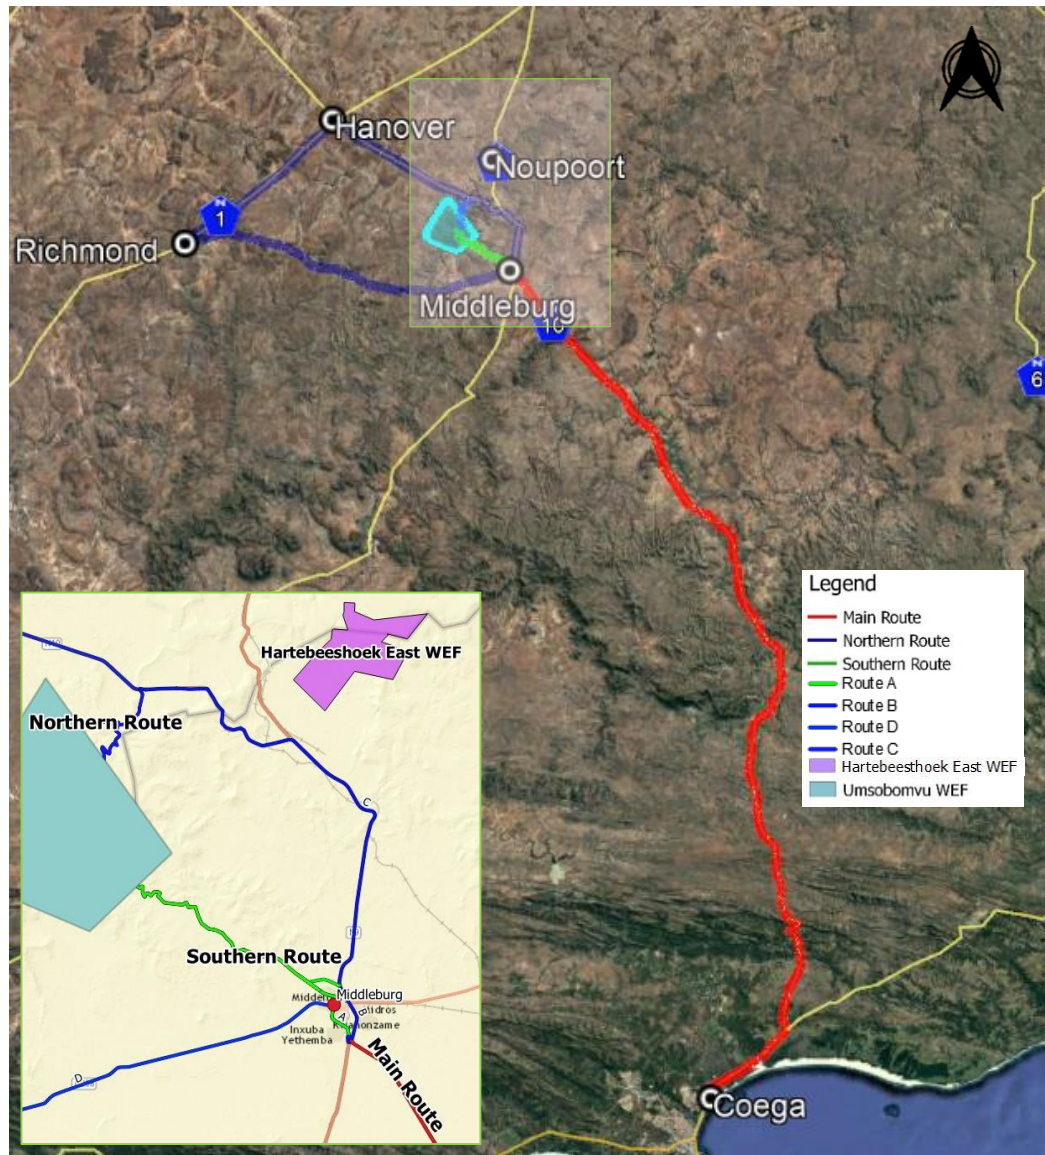 Hanover
Noupoort
N
1
Richmond
Middleburg
10
N
6
Legend
Main Route
Northern Route
Southern Route
Route A
Route B
Route D
Route C
Hartebeesthoek East WEF
Umsobomvu WEF
Hartebeeshoek East WEF
Northern Route
C
Southern Route
Middleburg
A
B
Inxuba
Yethemba
D
Main Route
Coega